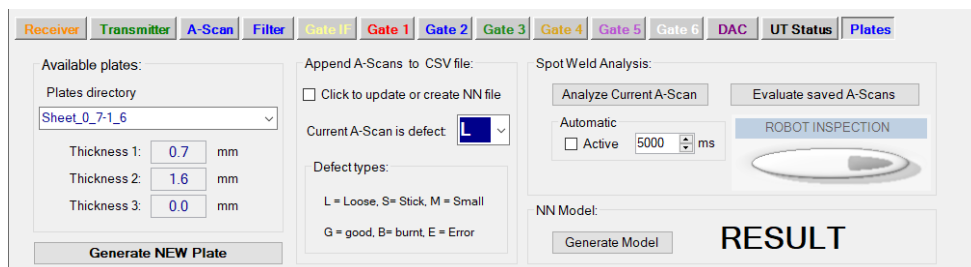 Receiver Transmitter A-Scan Filter Gate IF Gate 1 Gate 2 Gate 3 Gate 4 Gate 5 Gate 6 DAC UT Status Plates
Available plates:
Plates directory
Sheet_0_7-1_6
Thickness 1: 0.7 mm
Thickness 2: 1.6 mm
Thickness 3: 0.0 mm
Generate NEW Plate
Append A-Scans to CSV file:
Click to update or create NN file
Current A-Scan is defect: L
Defect types:
L = Loose, S= Stick, M = Small
G = good, B= burnt, E = Error
Spot Weld Analysis:
Analyze Current A-Scan Evaluate saved A-Scans
Automatic
Active 5000 ms
ROBOT INSPECTION
NN Model:
Generate Model RESULT